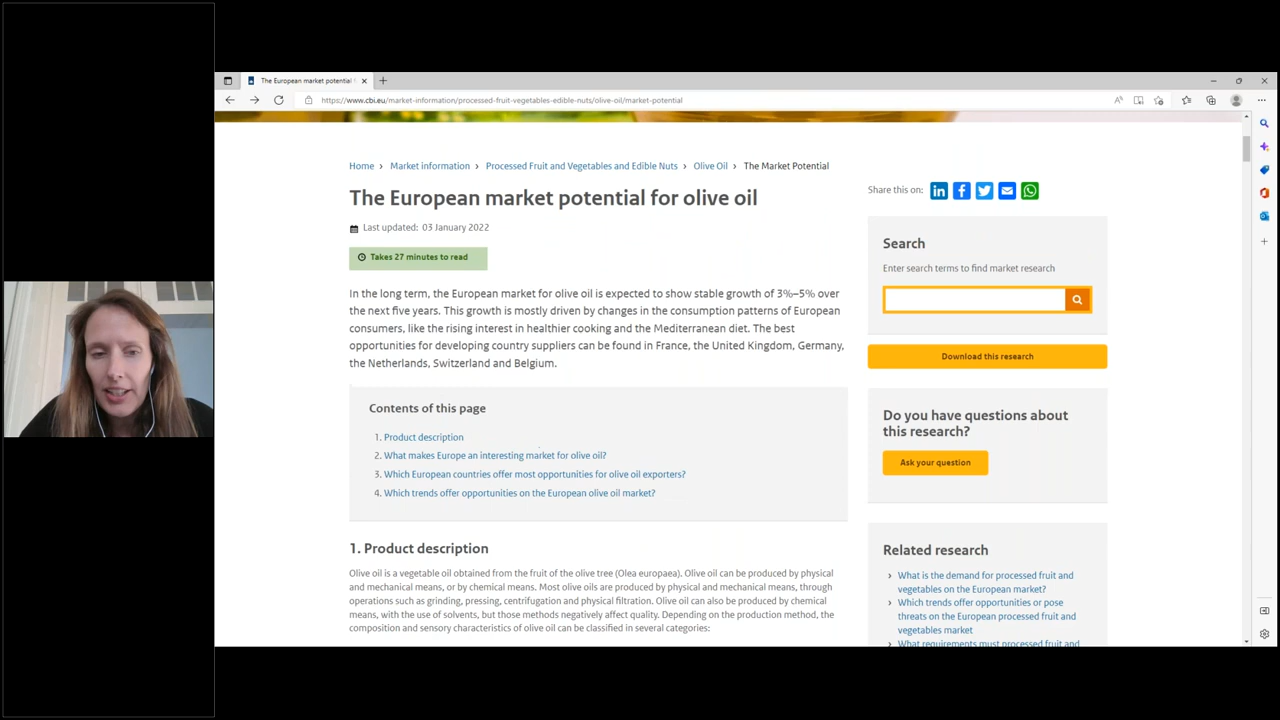 The European market potential f
https://www.cbi.eu/market-information/processed-fruit-vegetables-edible-nuts/olive-oil/market-potential
Home > Market information > Processed Fruit and Vegetables and Edible Nuts > Olive Oil > The Market Potential
The European market potential for olive oil
Last updated: 03 January 2022
Takes 27 minutes to read
In the long term, the European market for olive oil is expected to show stable growth of 3%–5% over
the next five years. This growth is mostly driven by changes in the consumption patterns of European
consumers, like the rising interest in healthier cooking and the Mediterranean diet. The best
opportunities for developing country suppliers can be found in France, the United Kingdom, Germany,
the Netherlands, Switzerland and Belgium.
Contents of this page
1. Product description
2. What makes Europe an interesting market for olive oil?
3. Which European countries offer most opportunities for olive oil exporters?
4. Which trends offer opportunities on the European olive oil market?
1. Product description
Olive oil is a vegetable oil obtained from the fruit of the olive tree (Olea europaea). Olive oil can be produced by physical
and mechanical means, or by chemical means. Most olive oils are produced by physical and mechanical means, through
operations such as grinding, pressing, centrifugation and physical filtration. Olive oil can also be produced by chemical
means, with the use of solvents, but those methods negatively affect quality. Depending on the production method, the
composition and sensory characteristics of olive oil can be classified in several categories:
Share this on:
Search
Enter search terms to find market research
Download this research
Do you have questions about
this research?
Ask your question
Related research
What is the demand for processed fruit and
vegetables on the European market?
Which trends offer opportunities or pose
threats on the European processed fruit and
vegetables market
What requirements must processed fruit and